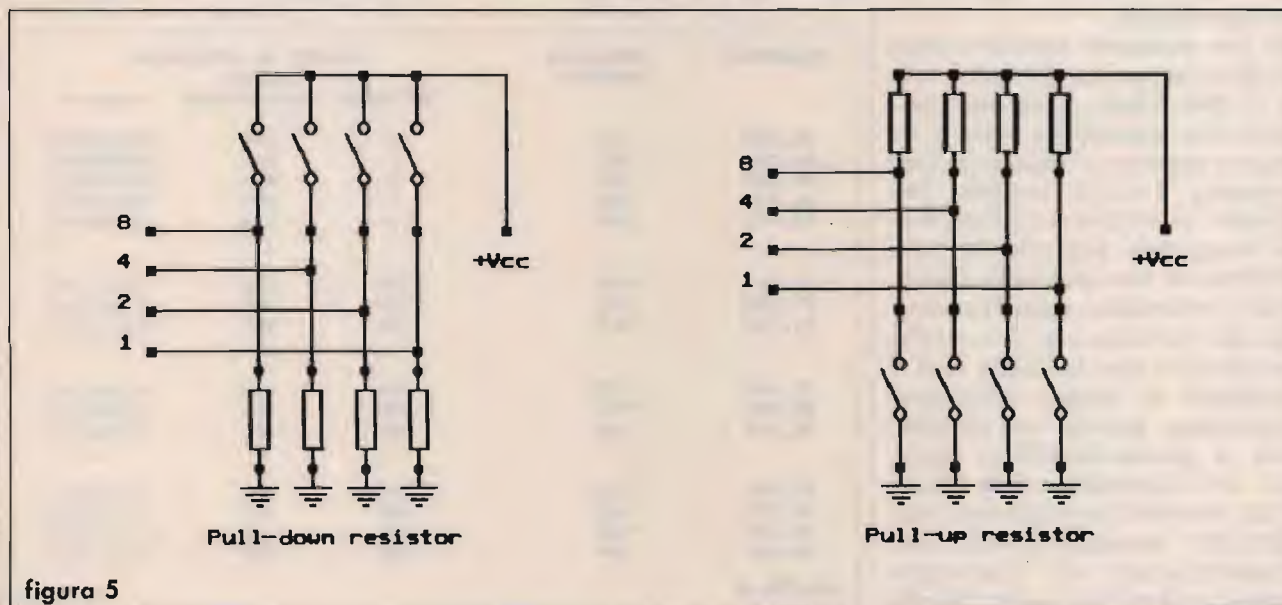 8
4
2
1
+Vcc
Pull-down resistor
8
4
2
1
+Vcc
Pull-up resistor
figura 5